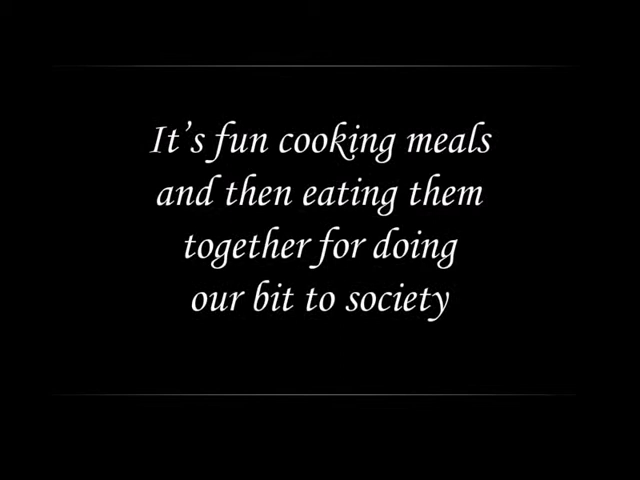 It’s fun cooking meals
and then eating them
together for doing
our bit to society